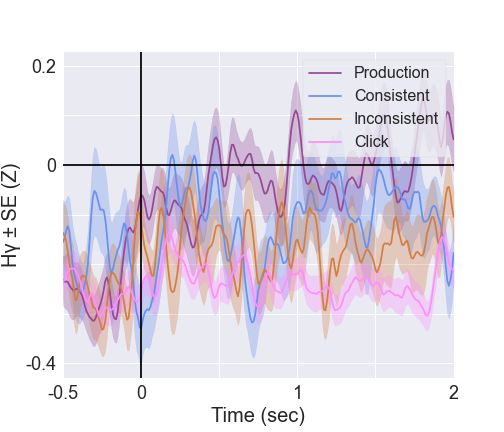 0.2
Production
Consistent
Inconsistent
Click
0
Hγ ± SE (Z)
-0.4
-0.5
0
1
2
Time (sec)